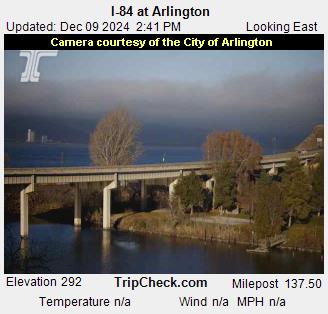 I-84 at Arlington
Updated: Dec 09 2024 2:41 PM Looking East
Camera courtesy of the City of Arlington
Elevation 292 TripCheck.com Milepost 137.50
Temperature n/a Wind n/a MPH n/a